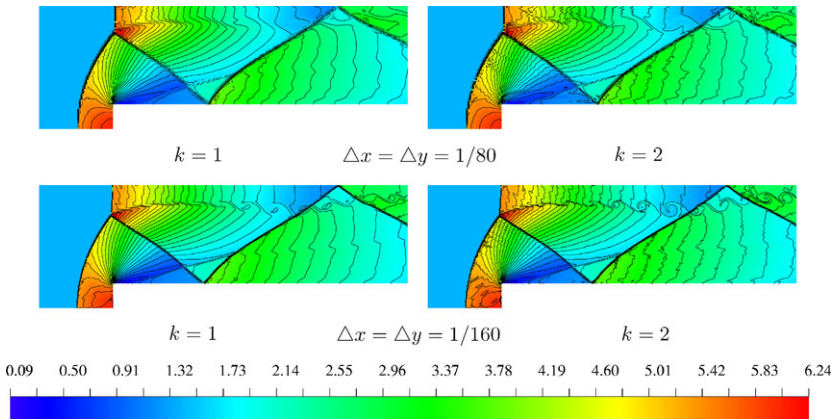 k = 1 △x = △y = 1/80 k = 2
k = 1 △x = △y = 1/160 k = 2
0.09 0.50 0.91 1.32 1.73 2.14 2.55 2.96 3.37 3.78 4.19 4.60 5.01 5.42 5.83 6.24